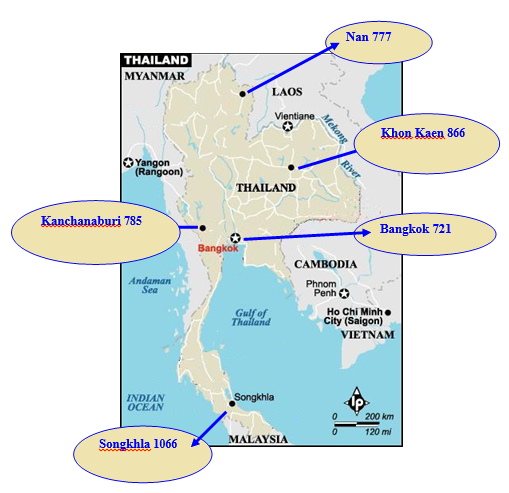 Nan 777
THAILAND
MYANMAR
LAOS
Vientiane
Mekong
River
Khon Kaen 866
Yangon
(Rangoon)
THAILAND
Kanchanaburi 785
Bangkok 721
Bangkok
CAMBODIA
Andaman
Sea
Phnom
Penh
Gulf of
Thailand
Ho Chi Minh
City (Saigon)
VIETNAM
INDIAN
OCEAN
Songkhla
lp
0 200 km
0 120 mi
MALAYSIA
Songkhla 1066